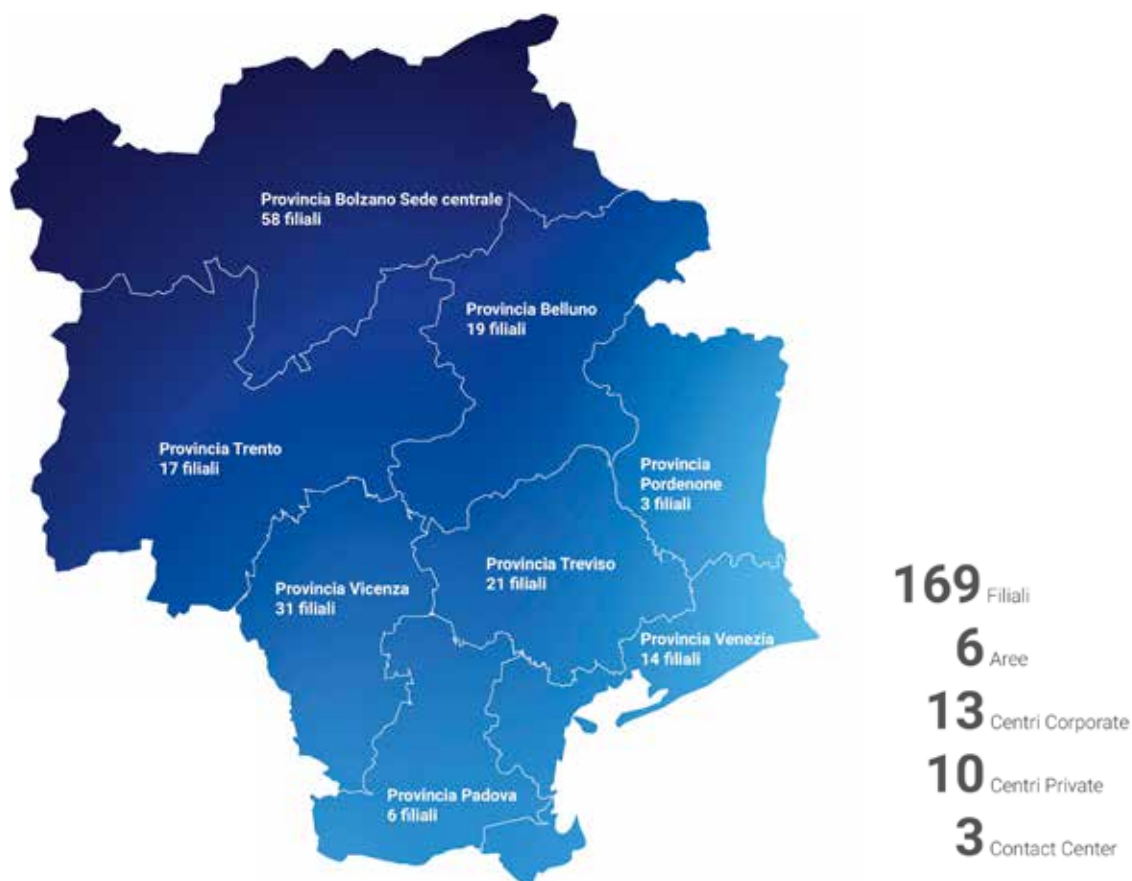 Provincia Bolzano Sede centrale
58 filiali
Provincia Belluno
19 filiali
Provincia Trento
17 filiali
Provincia
Pordenone
3 filiali
Provincia Treviso
21 filiali
Provincia Vicenza
31 filiali
Provincia Venezia
14 filiali
Provincia Padova
6 filiali
169 Filiali
6 Aree
13 Centri Corporate
10 Centri Private
3 Contact Center